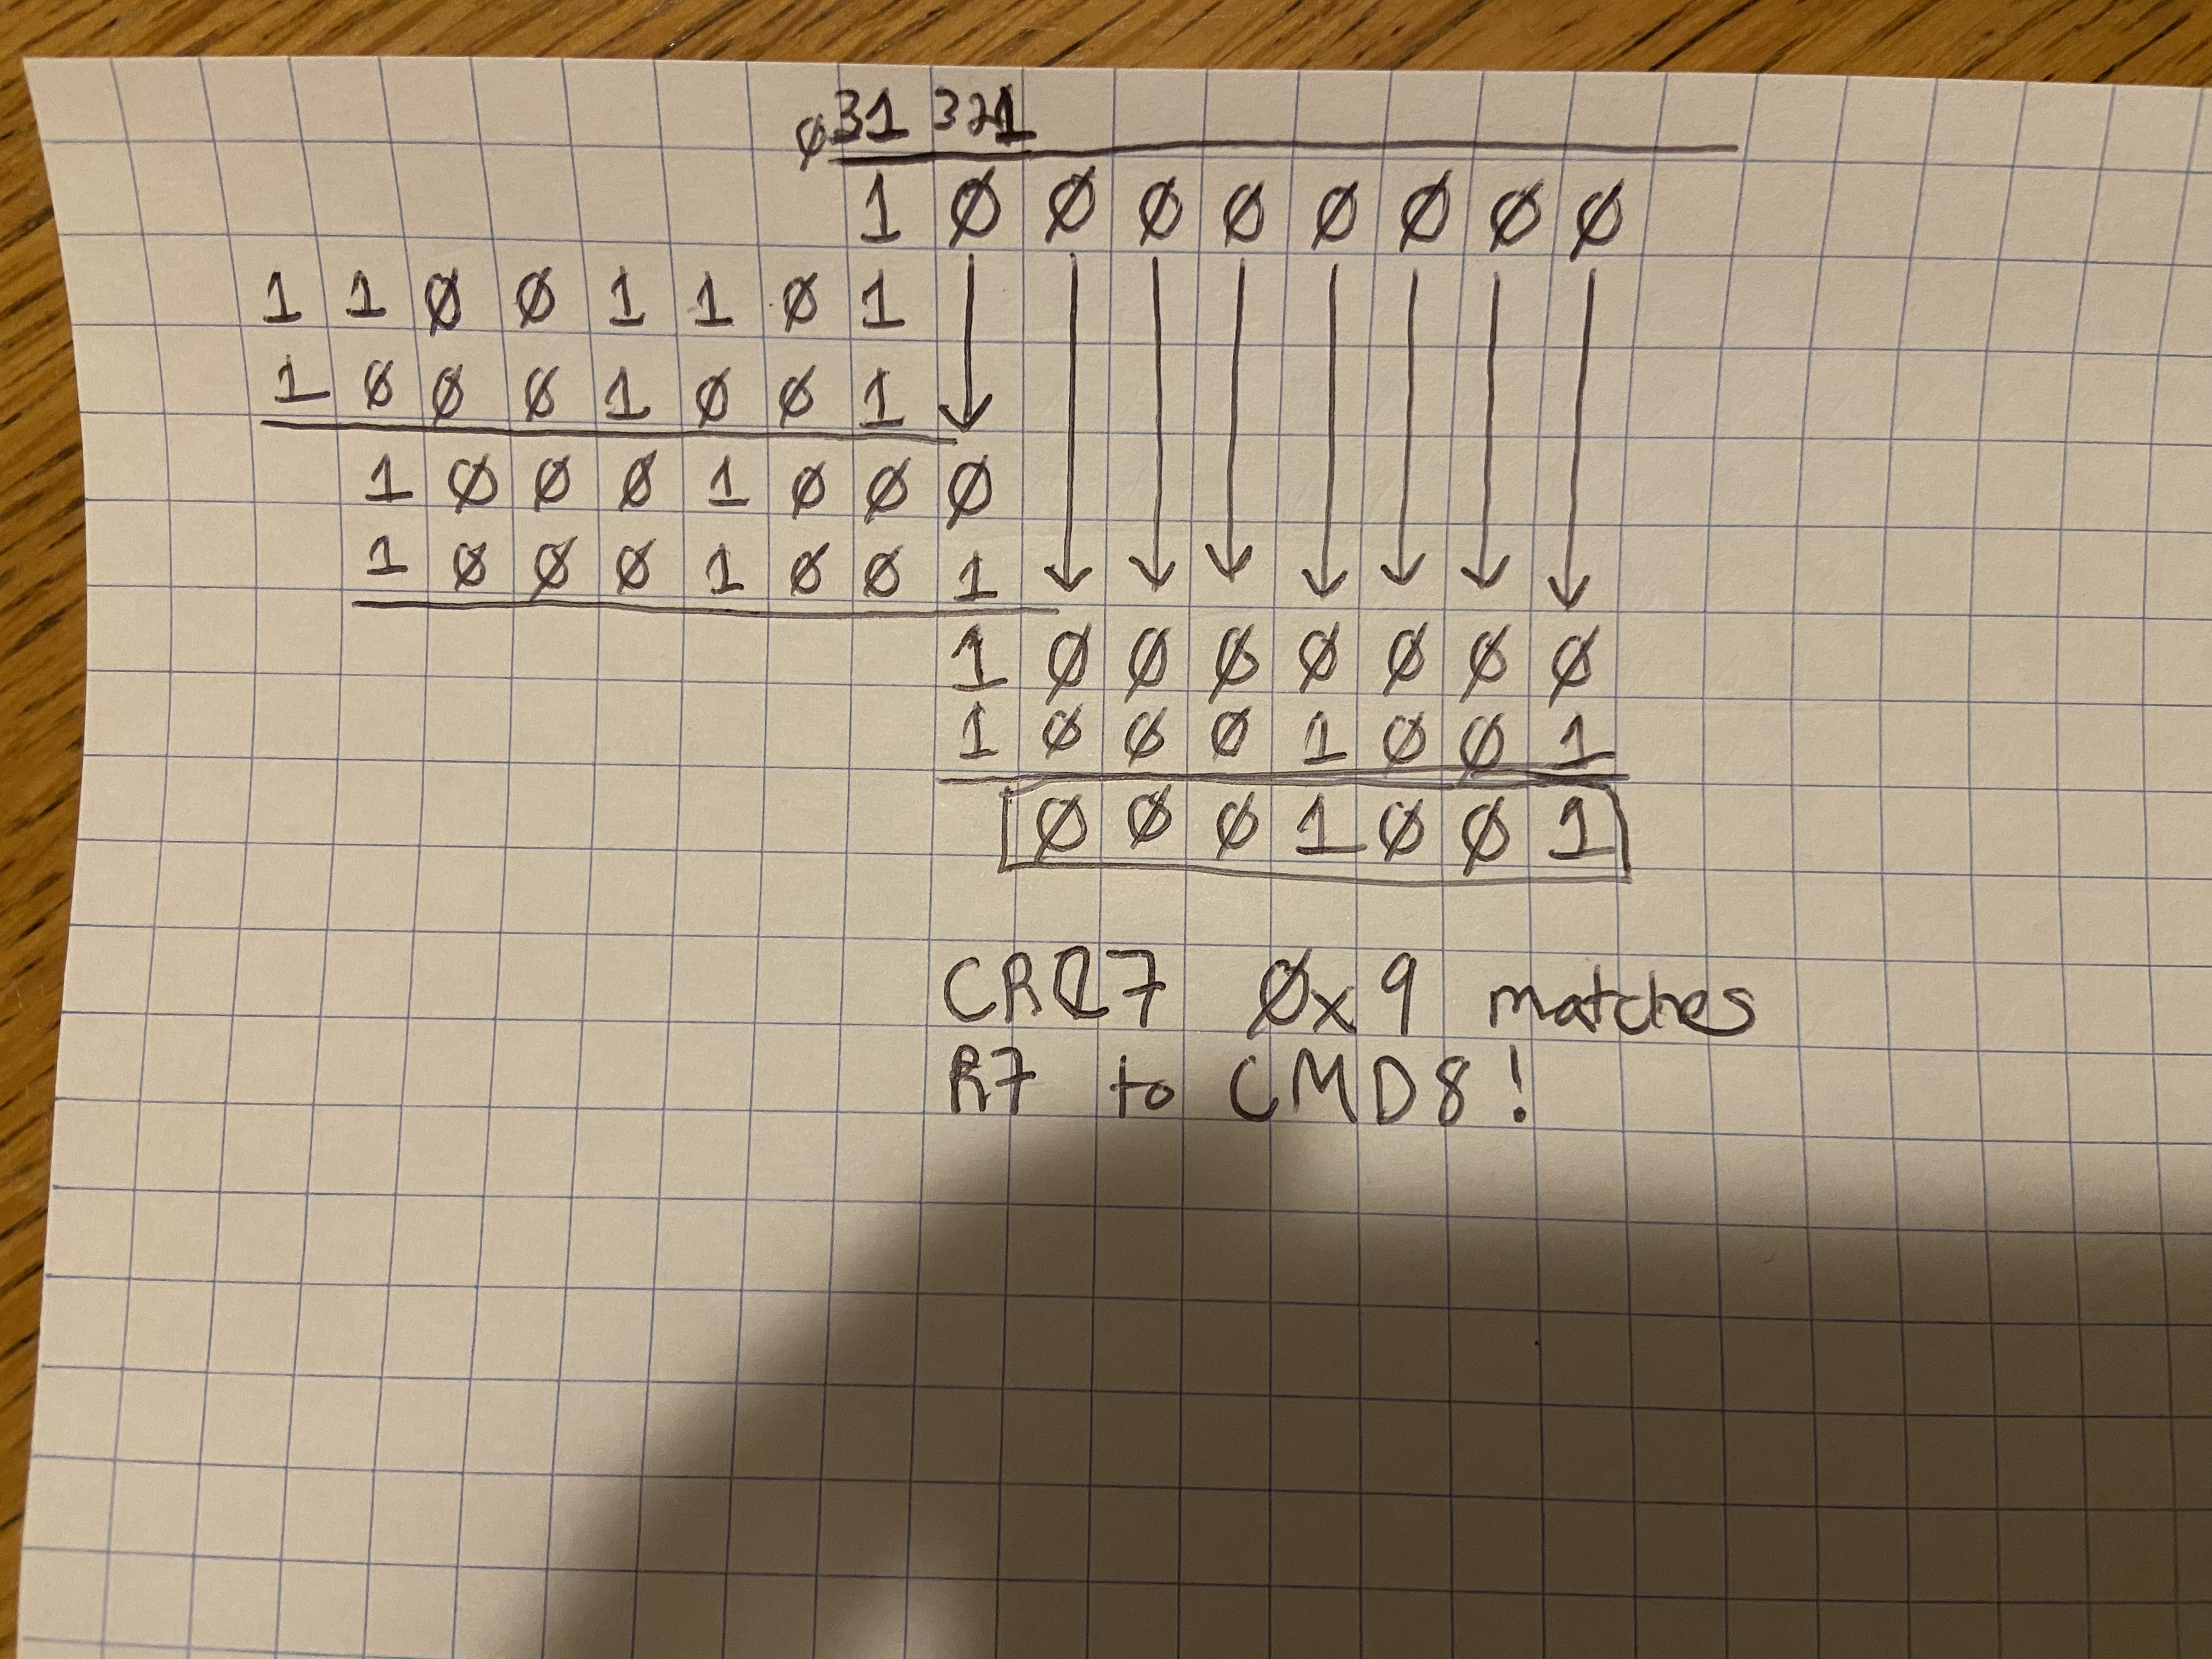 Ø31
1 Ø Ø Ø Ø Ø Ø Ø Ø
1 1 Ø Ø 1 1 Ø 1
1 Ø Ø Ø 1 Ø Ø 1
1 Ø Ø Ø 1 Ø Ø Ø
1 Ø Ø Ø 1 Ø Ø 1
1 Ø Ø Ø Ø Ø Ø Ø
1 Ø Ø Ø 1 Ø Ø 1
Ø Ø Ø 1 Ø Ø 1
CRC7 Øx9 matches
R7 to CMD8!